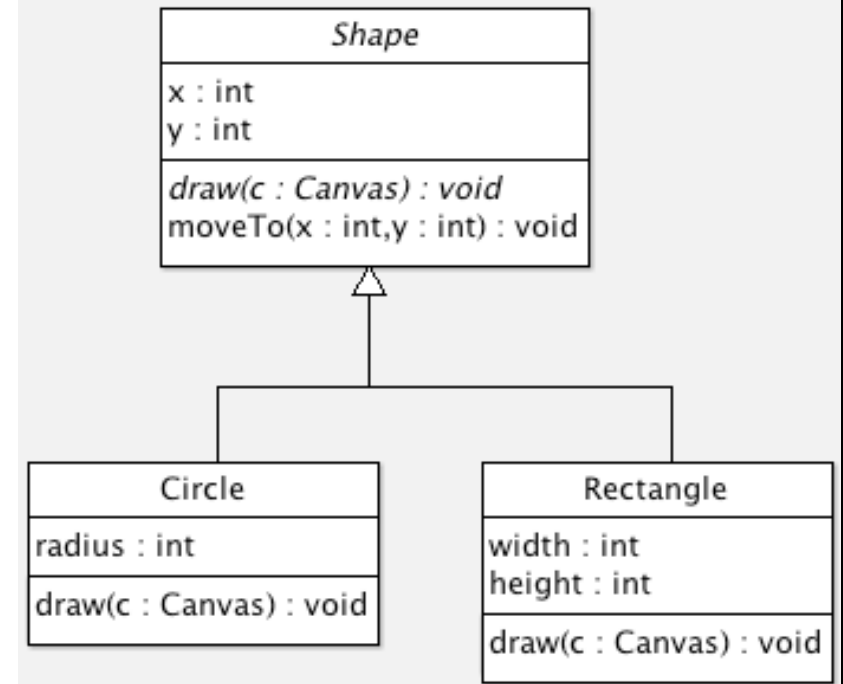 Shape
x : int
y : int
draw(c : Canvas) : void
moveTo(x : int,y : int) : void
Circle
radius : int
draw(c : Canvas) : void
Rectangle
width : int
height : int
draw(c : Canvas) : void